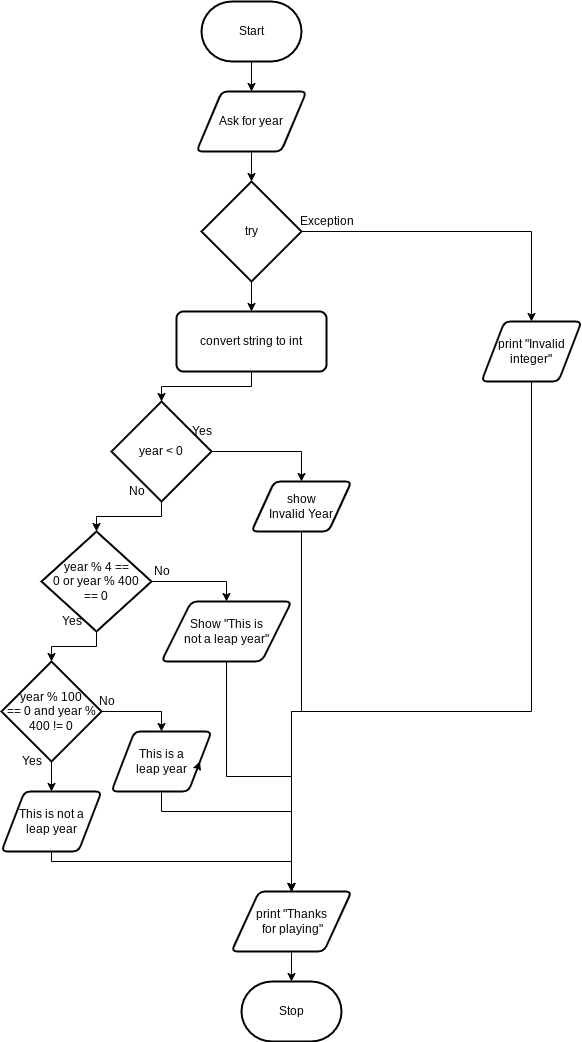 Start
Ask for year
try
Exception
convert string to int
print "Invalid
integer"
Yes
year < 0
No
show
Invalid Year
year % 4 ==
0 or year % 400
== 0
No
Yes
Show "This is
not a leap year"
year % 100
== 0 and year %
400 != 0
No
Yes
This is a
leap year
This is not a
leap year
print "Thanks
for playing"
Stop